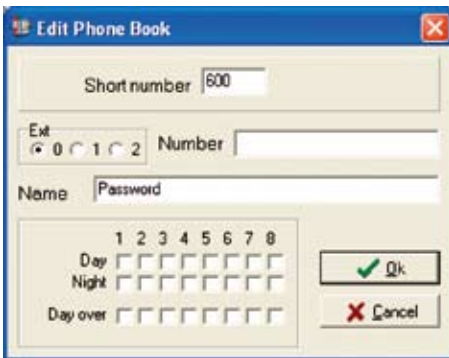 Edit Phone Book
Short number 600
Ext
0 1 2 Number
Name Password
1 2 3 4 5 6 7 8
Day
Night
Day over
Ok
Cancel